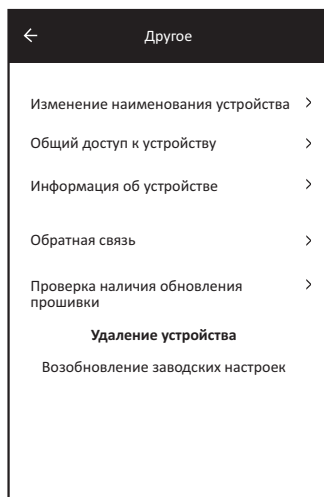 Другое
Изменение наименования устройства
Общий доступ к устройству
Информация об устройстве
Обратная связь
Проверка наличия обновления
прошивки
Удаление устройства
Возобновление заводских настроек